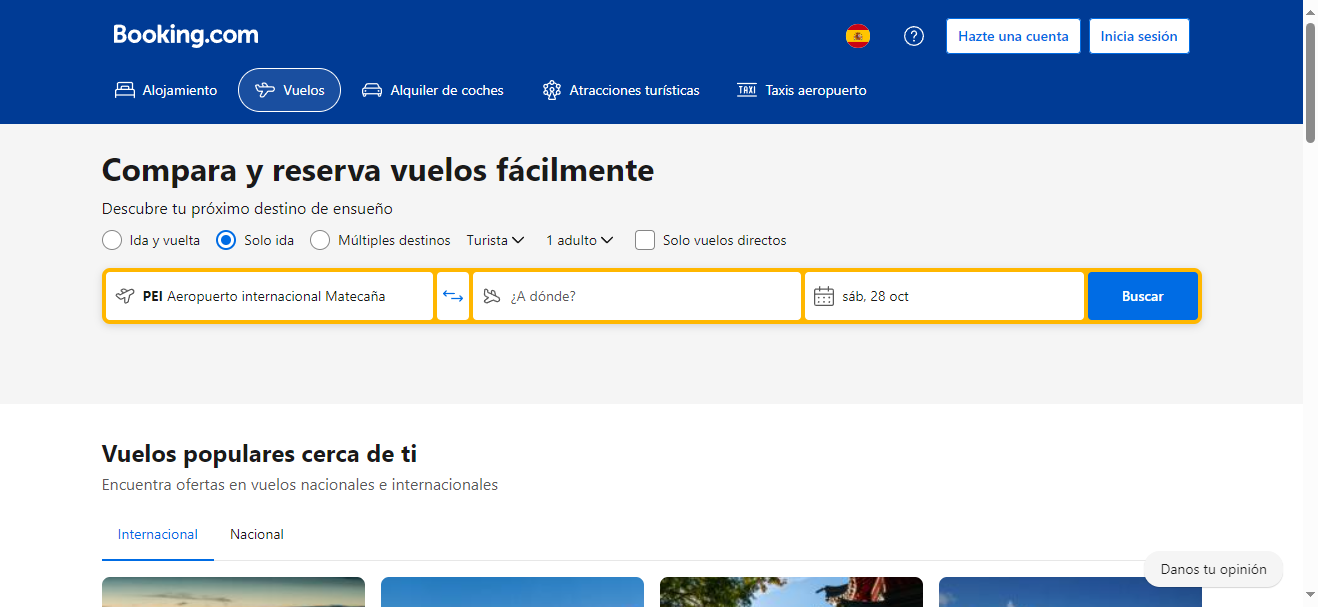 Booking.com
Hazte una cuenta
Inicia sesión
Alojamiento
Vuelos
Alquiler de coches
Atracciones turísticas
TAXI Taxis aeropuerto
Compara y reserva vuelos fácilmente
Descubre tu próximo destino de ensueño
Ida y vuelta
Solo ida
Múltiples destinos
Turista
1 adulto
Solo vuelos directos
PEI Aeropuerto internacional Matecaña
¿A dónde?
sáb, 28 oct
Buscar
Vuelos populares cerca de ti
Encuentra ofertas en vuelos nacionales e internacionales
Internacional
Nacional
Danos tu opinión